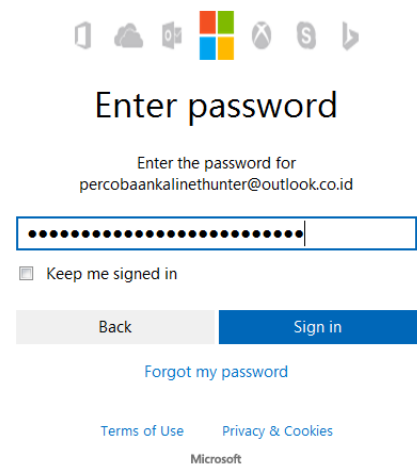 Enter password
Enter the password for
percobaankalinethunter@outlook.co.id
●●●●●●●●●●●●●●●●●●●●●●●●●●
Keep me signed in
Back
Sign in
Forgot my password
Terms of Use
Privacy & Cookies
Microsoft